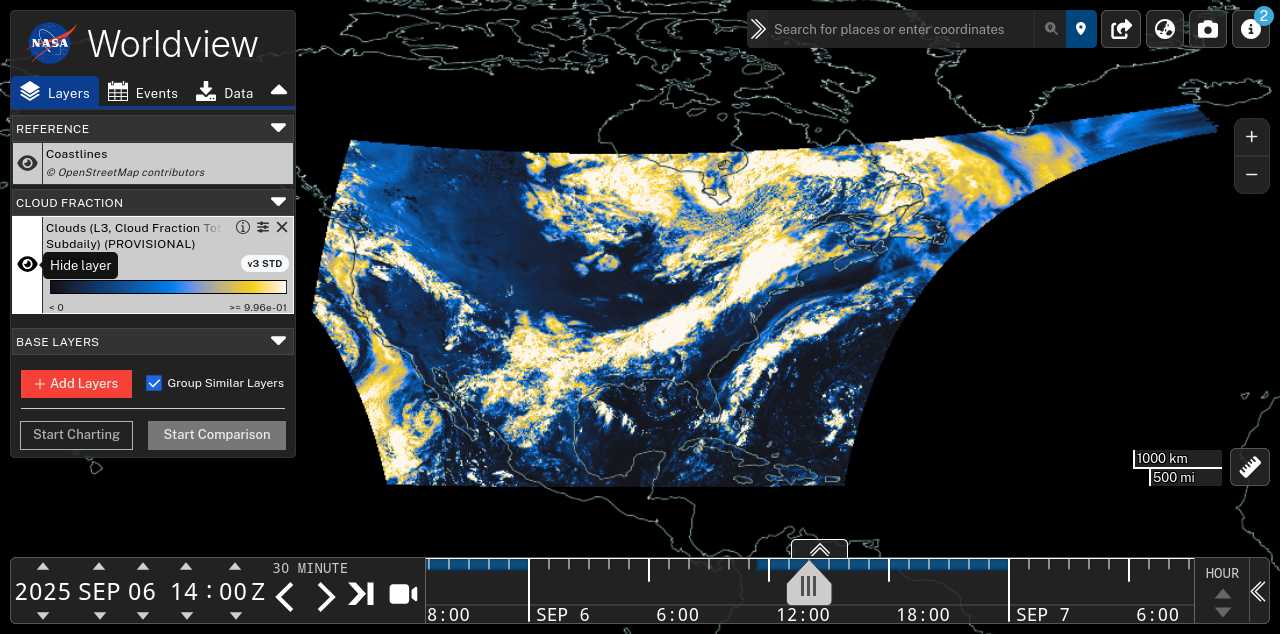 NASA Worldview
Search for places or enter coordinates
2
Layers
Events
Data
REFERENCE
Coastlines
© OpenStreetMap contributors
CLOUD FRACTION
Clouds (L3, Cloud Fraction Tot
Subdaily) (PROVISIONAL)
Hide layer
v3 STD
< 0
>= 9.96e-01
BASE LAYERS
+ Add Layers
Group Similar Layers
Start Charting
Start Comparison
+
−
1000 km
500 mi
2025 SEP 06 14 : 00 Z
30 MINUTE
8:00
SEP 6
6:00
12:00
18:00
SEP 7
6:00
HOUR